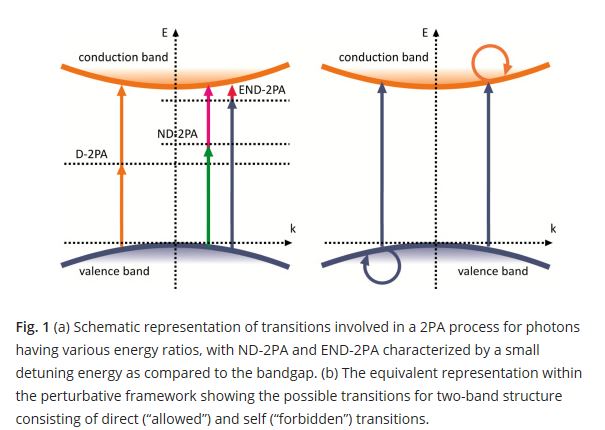 E
conduction band
END-2PA
ND-2PA
D-2PA
k
valence band
E
conduction band
k
valence band
Fig. 1 (a) Schematic representation of transitions involved in a 2PA process for photons
having various energy ratios, with ND-2PA and END-2PA characterized by a small
detuning energy as compared to the bandgap. (b) The equivalent representation within
the perturbative framework showing the possible transitions for two-band structure
consisting of direct (“allowed”) and self (“forbidden”) transitions.